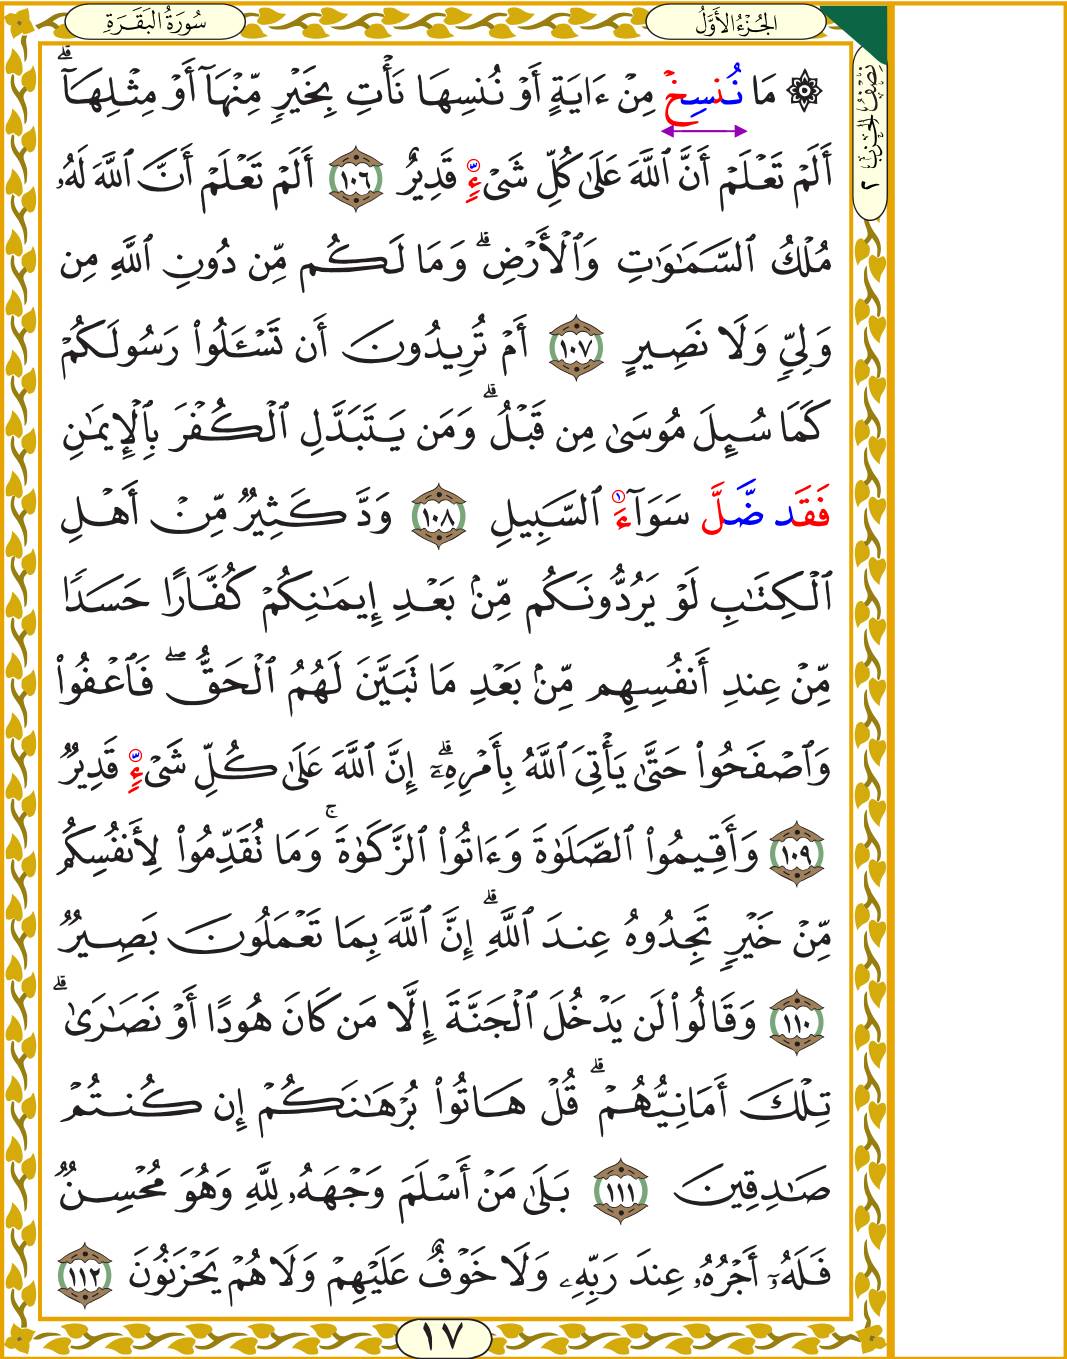 سُورَةُ البَقَرَةِ
الجُزْءُ الأَوَّلُ
نِصْفُ الحِزْبِ ٢
۞ مَا نُنسِخْ مِنْ ءَايَةٍ أَوْ نُنسِهَا نَأْتِ بِخَيْرٍ مِّنْهَآ أَوْ مِثْلِهَآۗ
أَلَمْ تَعْلَمْ أَنَّ ٱللَّهَ عَلَىٰ كُلِّ شَىْءٍ قَدِيرٌ ١٠٦ أَلَمْ تَعْلَمْ أَنَّ ٱللَّهَ لَهُۥ
مُلْكُ ٱلسَّمَـٰوَٰتِ وَٱلْأَرْضِۗ وَمَا لَكُم مِّن دُونِ ٱللَّهِ مِن
وَلِىٍّ وَلَا نَصِيرٍ ١٠٧ أَمْ تُرِيدُونَ أَن تَسْـَٔلُوا۟ رَسُولَكُمْ
كَمَا سُئِلَ مُوسَىٰ مِن قَبْلُۗ وَمَن يَتَبَدَّلِ ٱلْكُفْرَ بِٱلْإِيمَـٰنِ
فَقَد ضَّلَّ سَوَآءَ ٱلسَّبِيلِ ١٠٨ وَدَّ كَثِيرٌ مِّنْ أَهْلِ
ٱلْكِتَـٰبِ لَوْ يَرُدُّونَكُم مِّنۢ بَعْدِ إِيمَـٰنِكُمْ كُفَّارًا حَسَدًا
مِّنْ عِندِ أَنفُسِهِم مِّنۢ بَعْدِ مَا تَبَيَّنَ لَهُمُ ٱلْحَقُّۖ فَٱعْفُوا۟
وَٱصْفَحُوا۟ حَتَّىٰ يَأْتِىَ ٱللَّهُ بِأَمْرِهِۦٓۗ إِنَّ ٱللَّهَ عَلَىٰ كُلِّ شَىْءٍ قَدِيرٌ
١٠٩ وَأَقِيمُوا۟ ٱلصَّلَوٰةَ وَءَاتُوا۟ ٱلزَّكَوٰةَۚ وَمَا تُقَدِّمُوا۟ لِأَنفُسِكُم
مِّنْ خَيْرٍ تَجِدُوهُ عِندَ ٱللَّهِۗ إِنَّ ٱللَّهَ بِمَا تَعْمَلُونَ بَصِيرٌ
١١٠ وَقَالُوا۟ لَن يَدْخُلَ ٱلْجَنَّةَ إِلَّا مَن كَانَ هُودًا أَوْ نَصَـٰرَىٰۗ
تِلْكَ أَمَانِيُّهُمْۗ قُلْ هَاتُوا۟ بُرْهَـٰنَكُمْ إِن كُنتُمْ
صَـٰدِقِينَ ١١١ بَلَىٰ مَنْ أَسْلَمَ وَجْهَهُۥ لِلَّهِ وَهُوَ مُحْسِنٌ
فَلَهُۥٓ أَجْرُهُۥ عِندَ رَبِّهِۦ وَلَا خَوْفٌ عَلَيْهِمْ وَلَا هُمْ يَحْزَنُونَ ١١٢
١٧